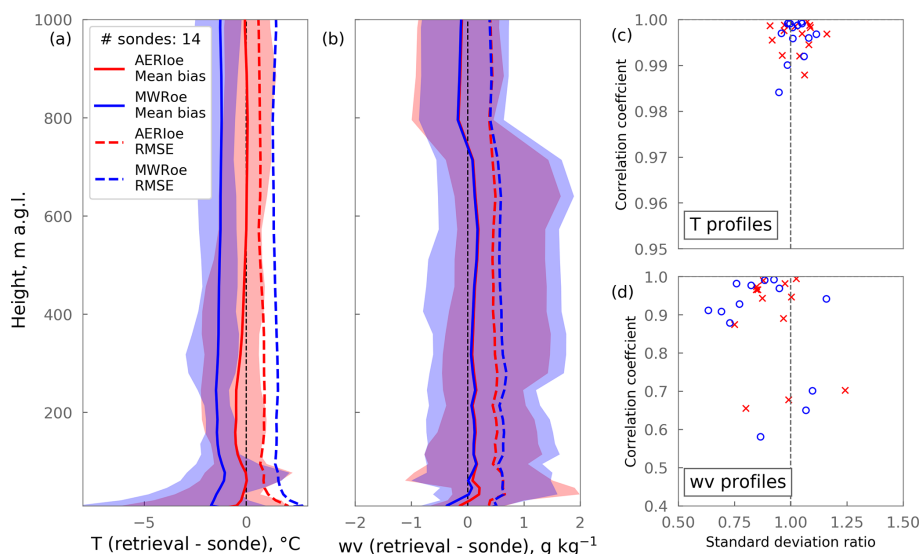 (a)
# sondes: 14
AERIoe
Mean bias
MWRoe
Mean bias
AERIoe
RMSE
MWRoe
RMSE
1000
800
600
400
200
Height, m a.g.l.
−5
0
T (retrieval - sonde), °C
(b)
−2
−1
0
1
2
wv (retrieval - sonde), g kg⁻¹
(c)
1.00
0.99
0.98
0.97
0.96
0.95
Correlation coeffcient
T profiles
(d)
1.0
0.9
0.8
0.7
0.6
0.5
0.4
Correlation coeffcient
wv profiles
0.50
0.75
1.00
1.25
1.50
Standard deviation ratio